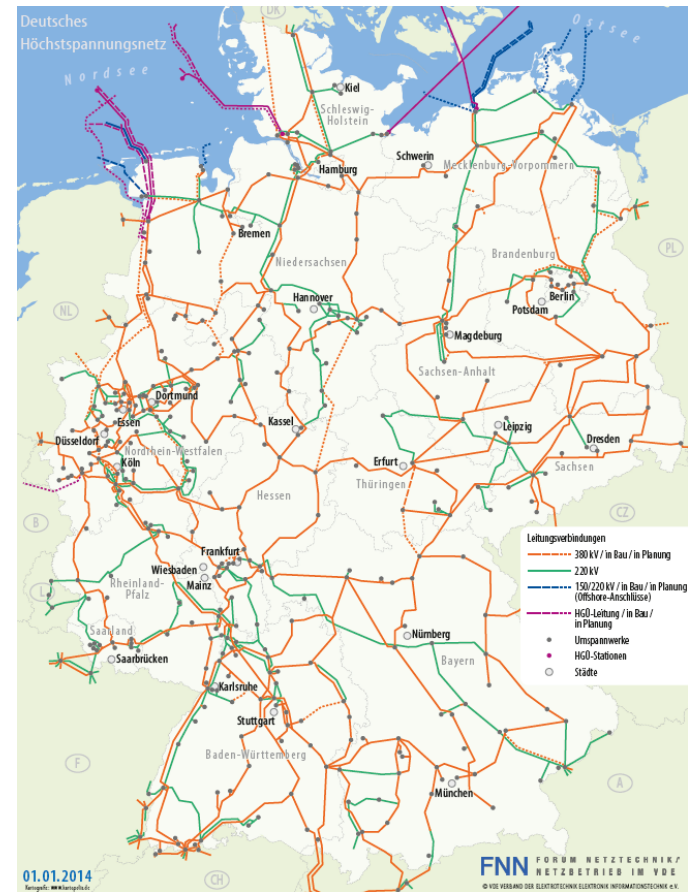 Deutsches
Höchstspannungsnetz
DK
Ostsee
Nordsee
Kiel
Schleswig-
Holstein
Hamburg
Schwerin
Mecklenburg-Vorpommern
Bremen
Niedersachsen
Brandenburg
PL
NL
Hannover
Berlin
Potsdam
Magdeburg
Sachsen-Anhalt
Dortmund
Essen
Düsseldorf
Nordrhein-Westfalen
Köln
Kassel
Leipzig
Dresden
Erfurt
Thüringen
Sachsen
Hessen
B
CZ
Frankfurt
Wiesbaden
Mainz
Rheinland-
Pfalz
L
Saarland
Saarbrücken
Nürnberg
Bayern
Karlsruhe
Stuttgart
Baden-Württemberg
F
München
A
CH
Leitungsverbindungen
380 kV / in Bau / in Planung
220 kV
150/220 kV / in Bau / in Planung
(Offshore-Anschlüsse)
HGÜ-Leitung / in Bau /
in Planung
Umspannwerke
HGÜ-Stationen
Städte
01.01.2014
FNN FORUM NETZTECHNIK/
NETZBETRIEB IM VDE
© VDE VERBAND DER ELEKTROTECHNIK ELEKTRONIK INFORMATIONSTECHNIK e.V.